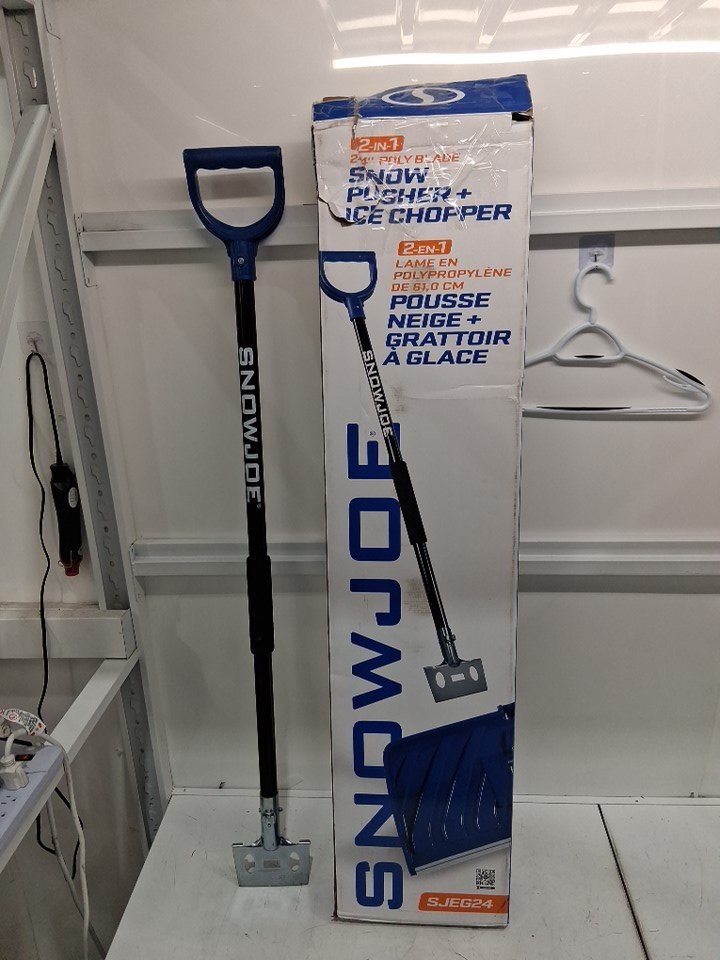 2-IN-1
24" POLY BLADE
SNOW
PUSHER +
ICE CHOPPER
2-EN-1
LAME EN
POLYPROPYLÈNE
DE 61,0 CM
POUSSE
NEIGE +
GRATTOIR
À GLACE
SNOWJOE
SNOWJOE®
SNOWJOE®
SJEG24